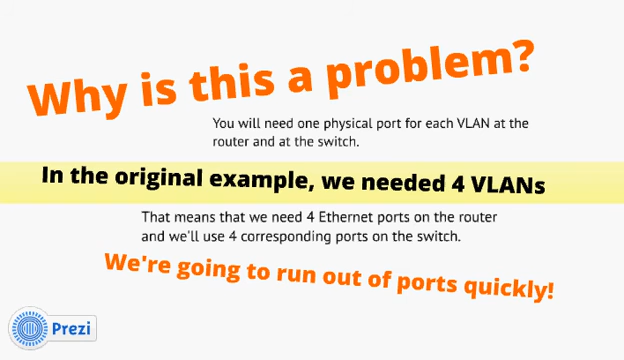 Why is this a problem?
You will need one physical port for each VLAN at the
router and at the switch.
In the original example, we needed 4 VLANs
That means that we need 4 Ethernet ports on the router
and we'll use 4 corresponding ports on the switch.
We're going to run out of ports quickly!
Prezi